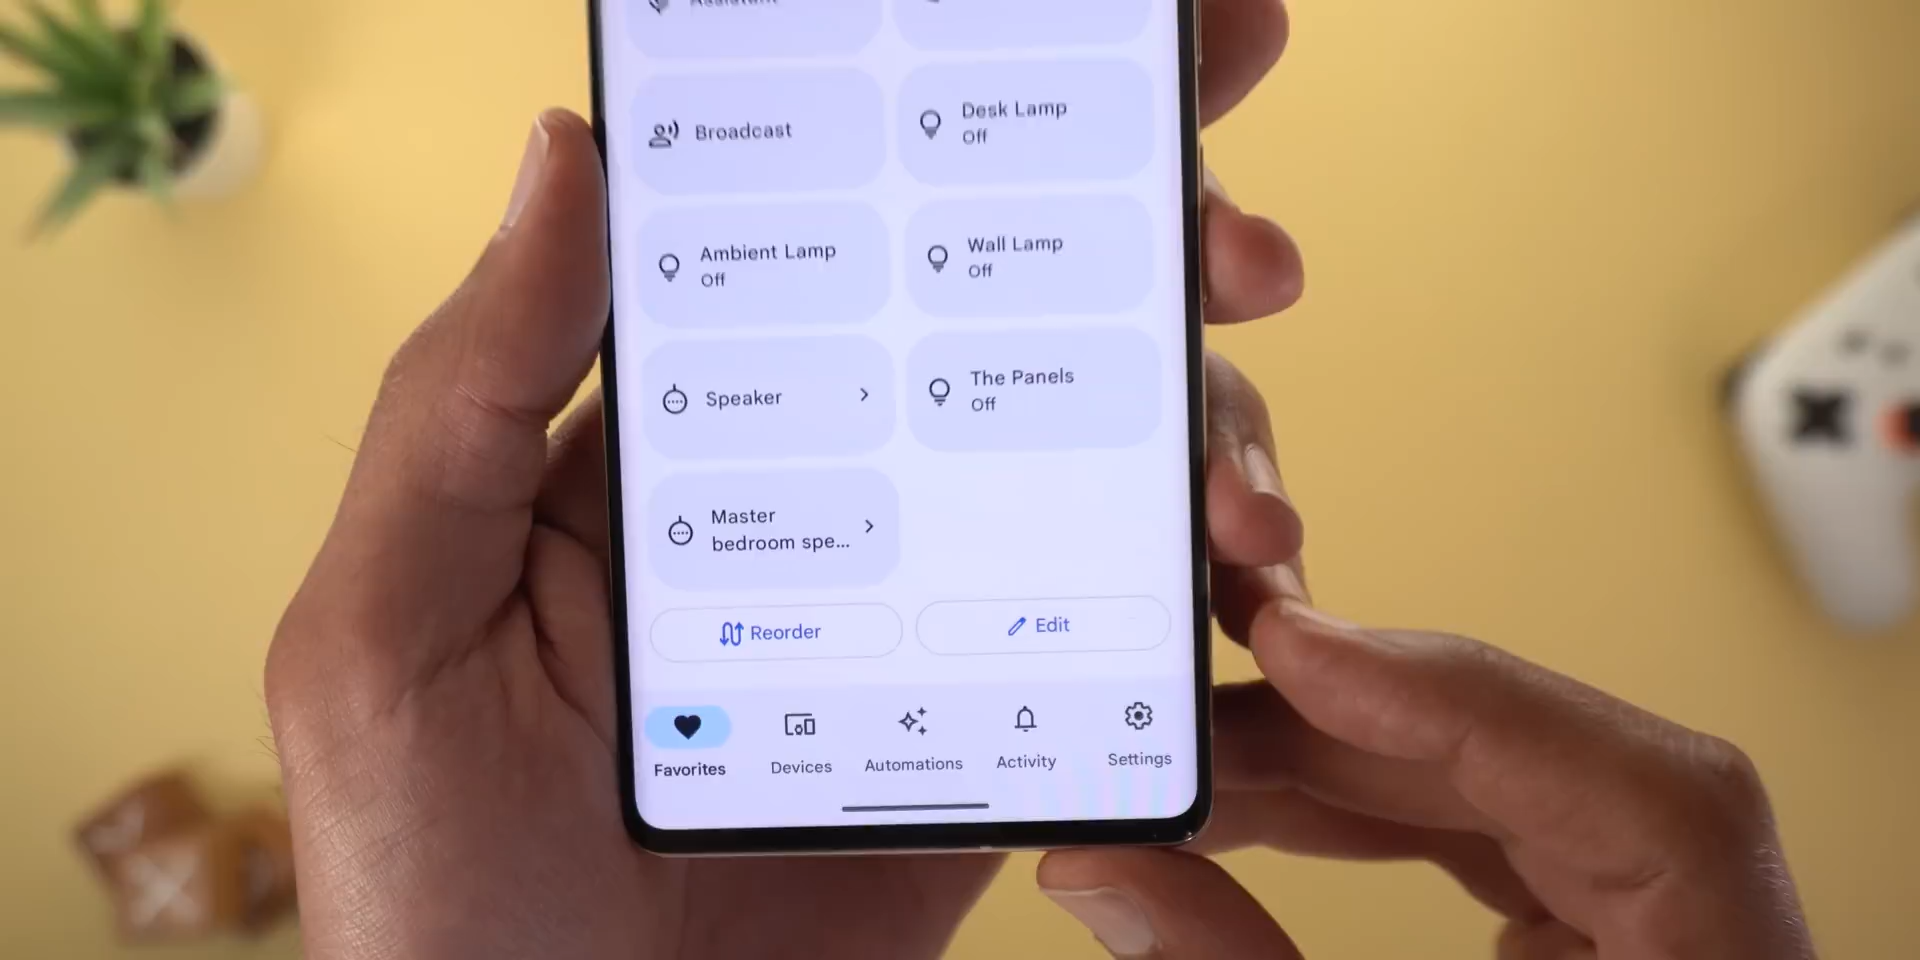 Assistant
Broadcast
Desk Lamp
Off
Ambient Lamp
Off
Wall Lamp
Off
Speaker
The Panels
Off
Master
bedroom spe...
Reorder
Edit
Favorites
Devices
Automations
Activity
Settings